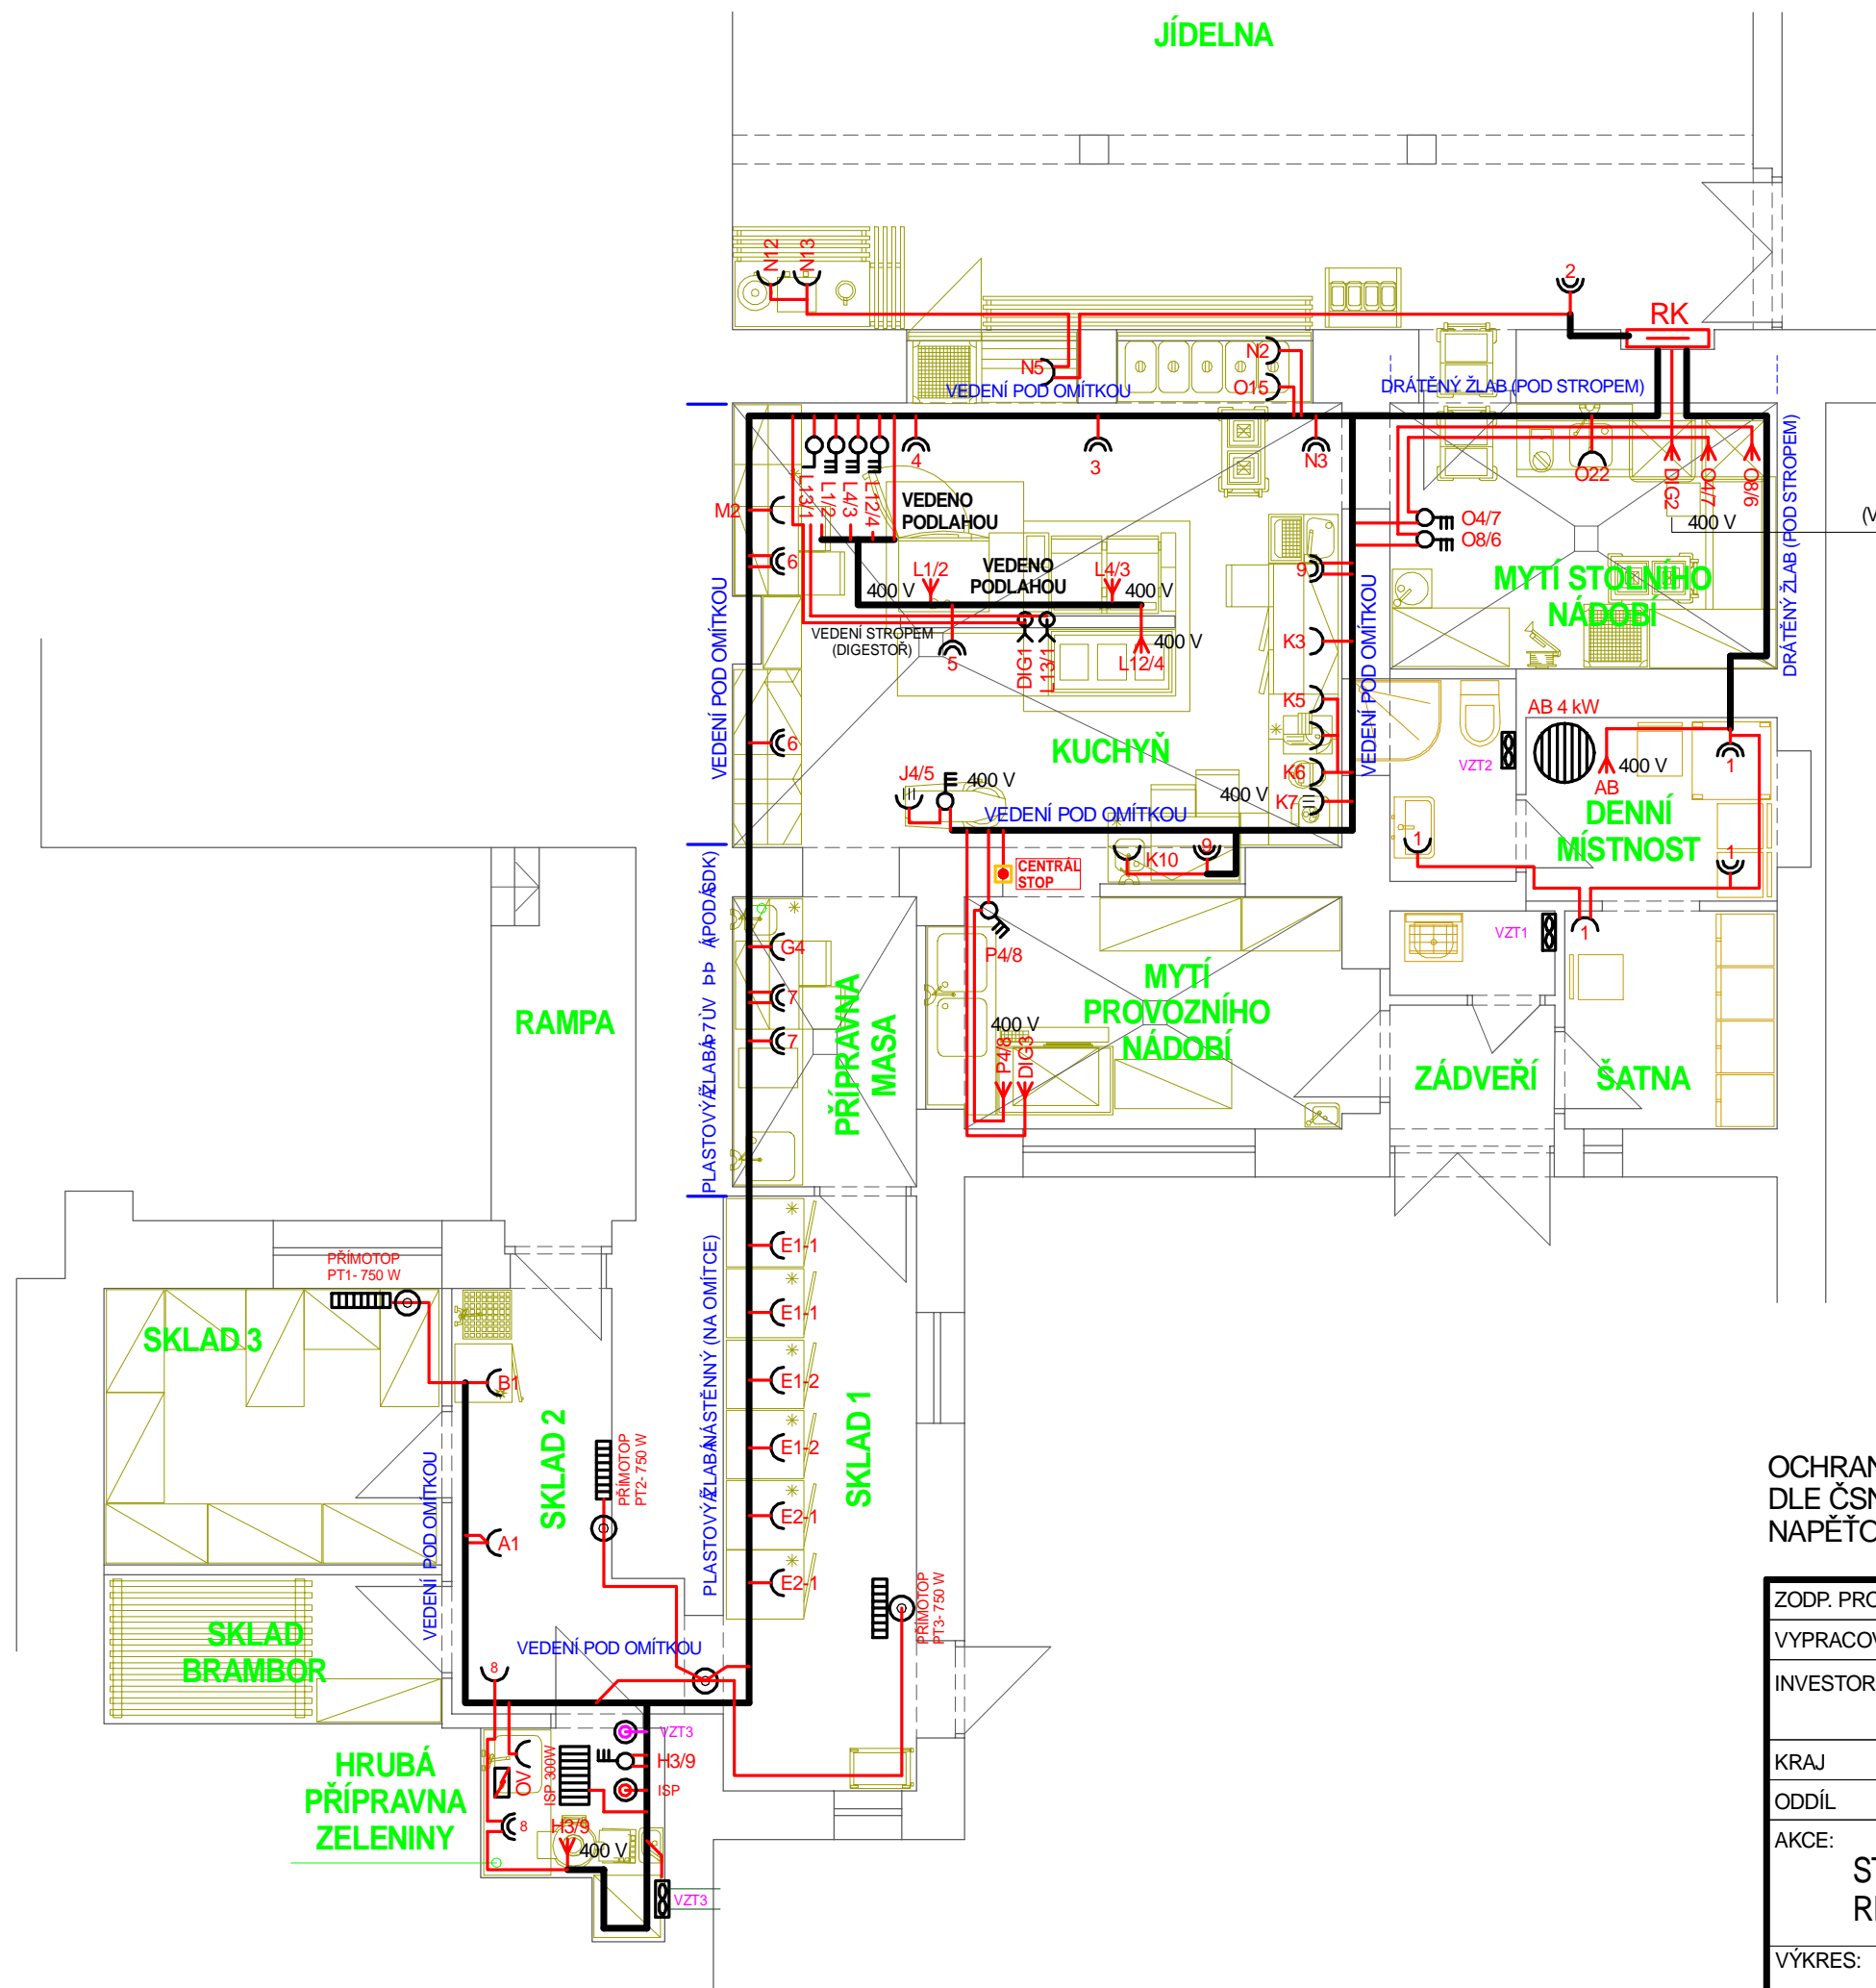 JÍDELNA
N12
N13
2
RK
N5
N2
O15
VEDENÍ POD OMÍTKOU
DRÁTĚNÝ ŽLAB (POD STROPEM)
DRÁTĚNÝ ŽLAB (POD STROPEM)
4
3
N3
O22
DIG2
O4/7
O8/6
400 V
(V
L13/1
L1/2
L4/3
L12/4
VEDENO
PODLAHOU
M2
6
O4/7
O8/6
MYTÍ STOLNÍHO
NÁDOBÍ
VEDENO
PODLAHOU
L1/2
L4/3
400 V
400 V
9
VEDENÍ STROPEM
(DIGESTOŘ)
5
DIG1
L13/1
L12/4
400 V
K3
VEDENÍ POD OMÍTKOU
VEDENÍ POD OMÍTKOU
K5
6
KUCHYŇ
K6
K7
400 V
J4/5
400 V
VEDENÍ POD OMÍTKOU
AB 4 kW
VZT2
400 V
AB
1
DENNÍ
MÍSTNOST
1
1
CENTRÁL
STOP
K10
9
G4
7
7
PŘÍPRAVNA
MASA
P4/8
MYTÍ
PROVOZNÍHO
NÁDOBÍ
400 V
P4/8
DIG3
VZT1
1
ZÁDVEŘÍ
ŠATNA
RAMPA
PŘÍMOTOP
PT1- 750 W
SKLAD 3
B1
SKLAD 2
PŘÍMOTOP
PT2- 750 W
A1
VEDENÍ POD OMÍTKOU
E1-1
E1-1
E1-2
E1-2
E2-1
E2-1
SKLAD 1
PŘÍMOTOP
PT3- 750 W
SKLAD
BRAMBOR
VEDENÍ POD OMÍTKOU
8
HRUBÁ
PŘÍPRAVNA
ZELENINY
OV
ISP 300W
VZT3
H3/9
ISP
8
H3/9
400 V
VZT3
OCHRAN
DLE ČSN
NAPĚŤO
ZODP. PRO
VYPRACOV
INVESTOR
KRAJ
ODDÍL
AKCE:
ST
VÝKRES: